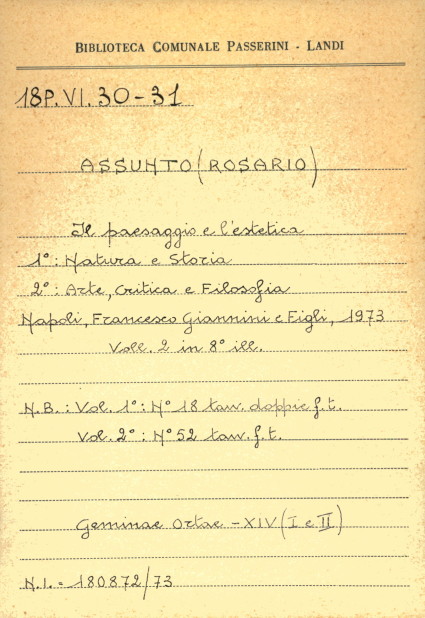 BIBLIOTECA COMUNALE PASSERINI - LANDI
18P.VI.30-31
ASSUNTO (ROSARIO)
Il paesaggio e l'estetica
1°: Natura e Storia
2°: Arte, Critica e Filosofia
Napoli, Francesco Giannini e Figli, 1973
Voll. 2 in 8° ill.
N.B.: Vol. 1°: N° 18 tav. doppie f.t.
Vol. 2°: N° 52 tav. f.t.
Geminae Ortae - XIV (I e II)
N.I. = 180872/73